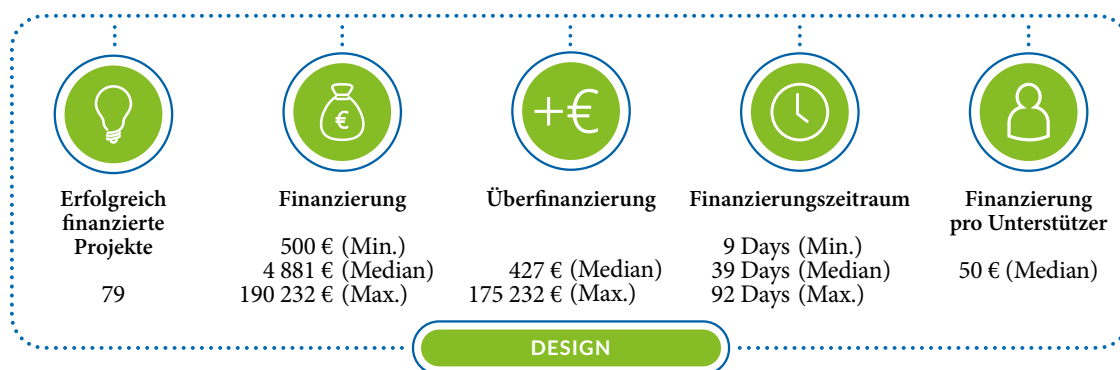 €
+€
Erfolgreich
finanzierte
Projekte
79
Finanzierung
500 € (Min.)
4 881 € (Median)
190 232 € (Max.)
Überfinanzierung
427 € (Median)
175 232 € (Max.)
Finanzierungszeitraum
9 Days (Min.)
39 Days (Median)
92 Days (Max.)
Finanzierung
pro Unterstützer
50 € (Median)
DESIGN